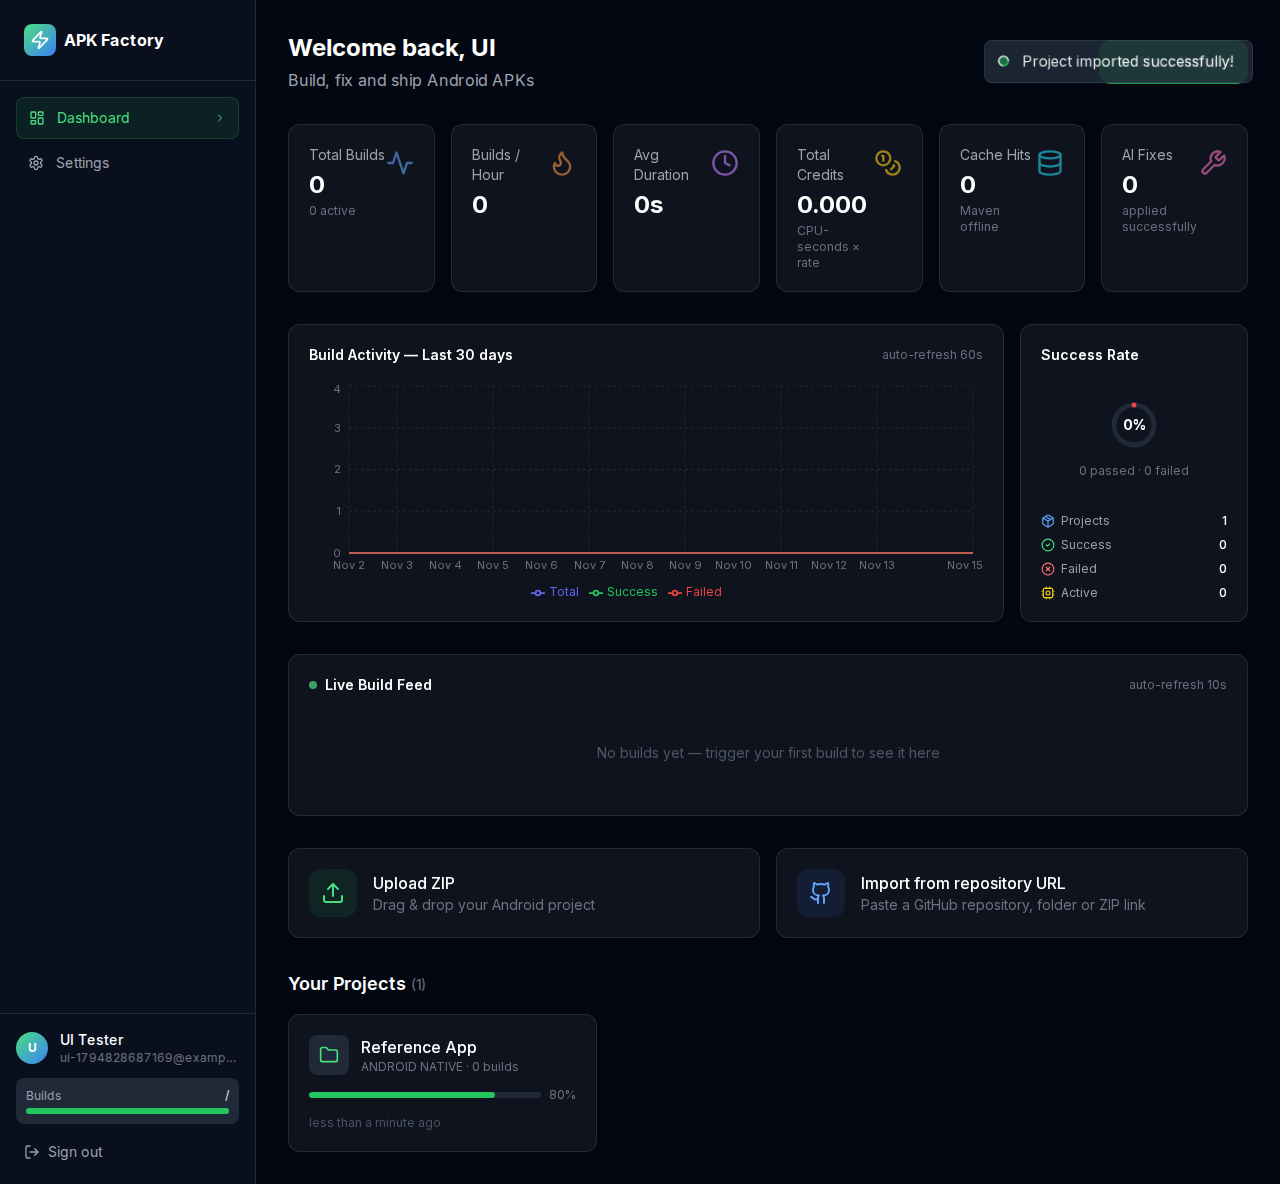 APK Factory
Dashboard
Settings
Welcome back, UI
Build, fix and ship Android APKs
Project imported successfully!
Total Builds
0
0 active
Builds /
Hour
0
Avg
Duration
0s
Total
Credits
0.000
CPU-
seconds ×
rate
Cache Hits
0
Maven
offline
AI Fixes
0
applied
successfully
Build Activity — Last 30 days
auto-refresh 60s
4
3
2
1
0
Nov 2 Nov 3 Nov 4 Nov 5 Nov 6 Nov 7 Nov 8 Nov 9 Nov 10 Nov 11 Nov 12 Nov 13 Nov 15
Total Success Failed
Success Rate
0%
0 passed · 0 failed
Projects 1
Success 0
Failed 0
Active 0
Live Build Feed
auto-refresh 10s
No builds yet — trigger your first build to see it here
Upload ZIP
Drag & drop your Android project
Import from repository URL
Paste a GitHub repository, folder or ZIP link
Your Projects (1)
Reference App
ANDROID NATIVE · 0 builds
80%
less than a minute ago
U
UI Tester
ui-1794828687169@examp...
Builds /
Sign out